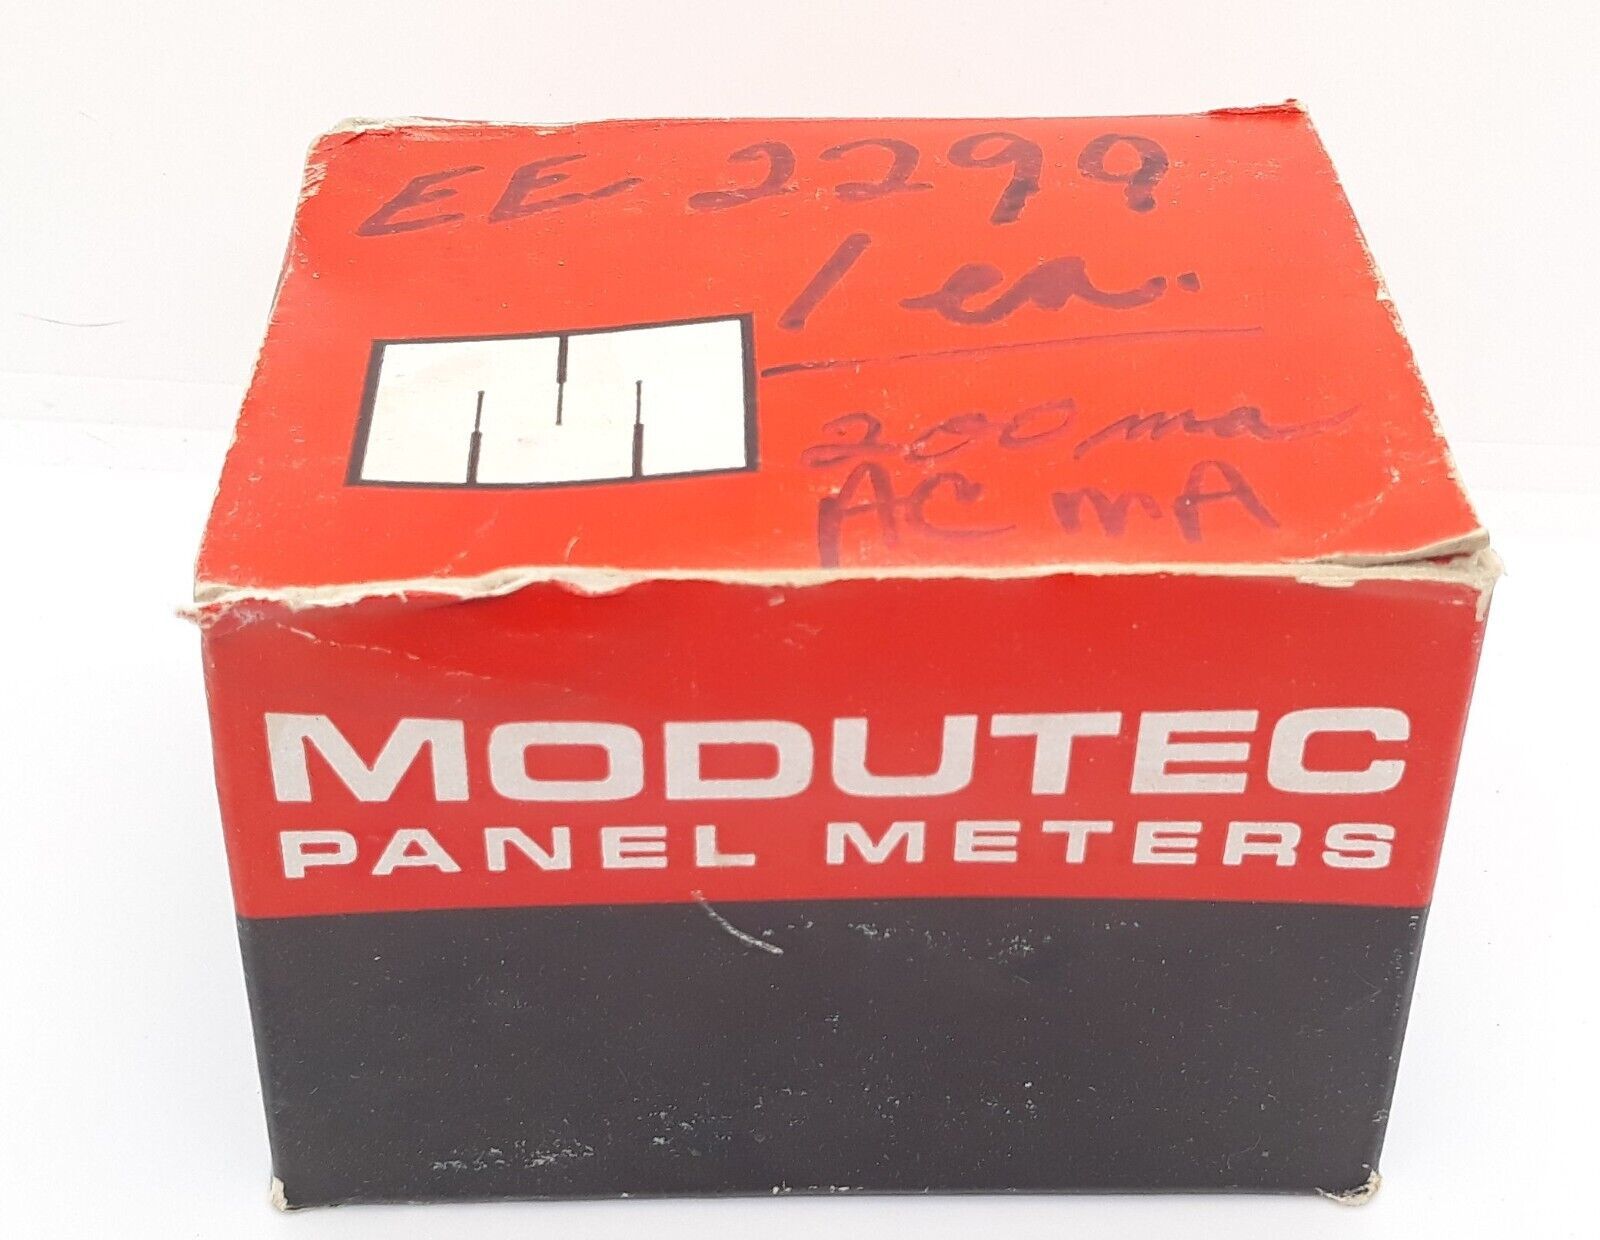 EE 2299
1 ea.
200 ma
AC mA
MODUTEC
PANEL METERS